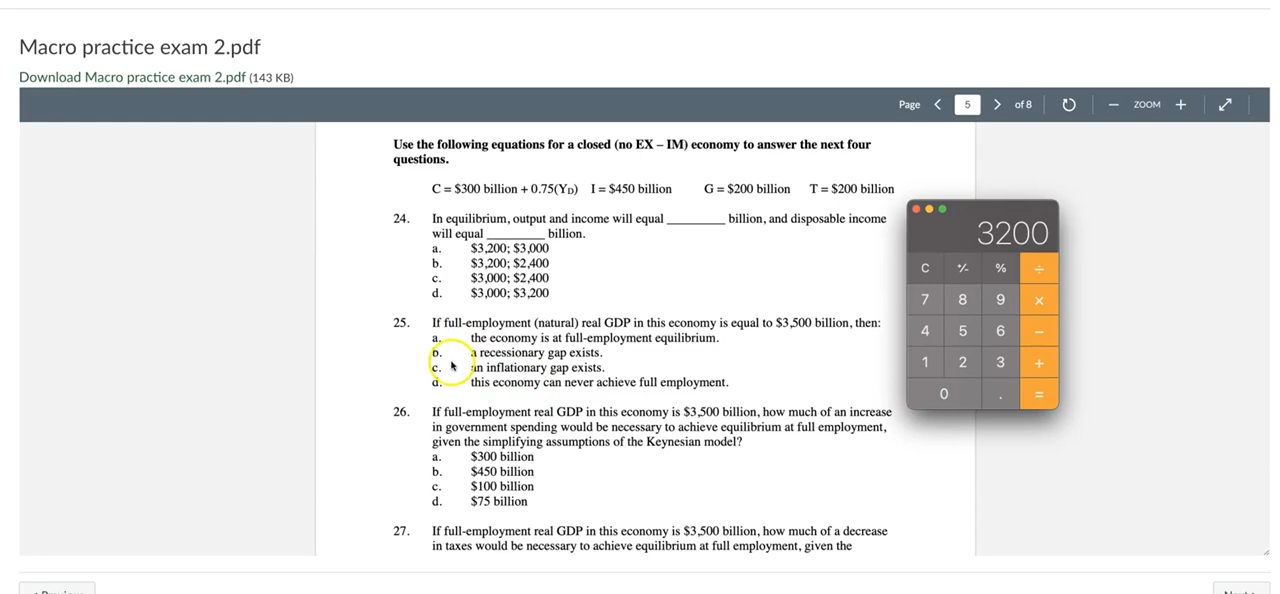 Macro practice exam 2.pdf
Download Macro practice exam 2.pdf (143 KB)
Page 5 of 8 ZOOM
Use the following equations for a closed (no EX – IM) economy to answer the next four
questions.
C = $300 billion + 0.75(YD) I = $450 billion G = $200 billion T = $200 billion
24. In equilibrium, output and income will equal _________ billion, and disposable income
will equal _________ billion.
a. $3,200; $3,000
b. $3,200; $2,400
c. $3,000; $2,400
d. $3,000; $3,200
25. If full-employment (natural) real GDP in this economy is equal to $3,500 billion, then:
a. the economy is at full-employment equilibrium.
b. a recessionary gap exists.
c. an inflationary gap exists.
d. this economy can never achieve full employment.
26. If full-employment real GDP in this economy is $3,500 billion, how much of an increase
in government spending would be necessary to achieve equilibrium at full employment,
given the simplifying assumptions of the Keynesian model?
a. $300 billion
b. $450 billion
c. $100 billion
d. $75 billion
27. If full-employment real GDP in this economy is $3,500 billion, how much of a decrease
in taxes would be necessary to achieve equilibrium at full employment, given the
3200
C +/- % ÷
7 8 9 ×
4 5 6 −
1 2 3 +
0 . =